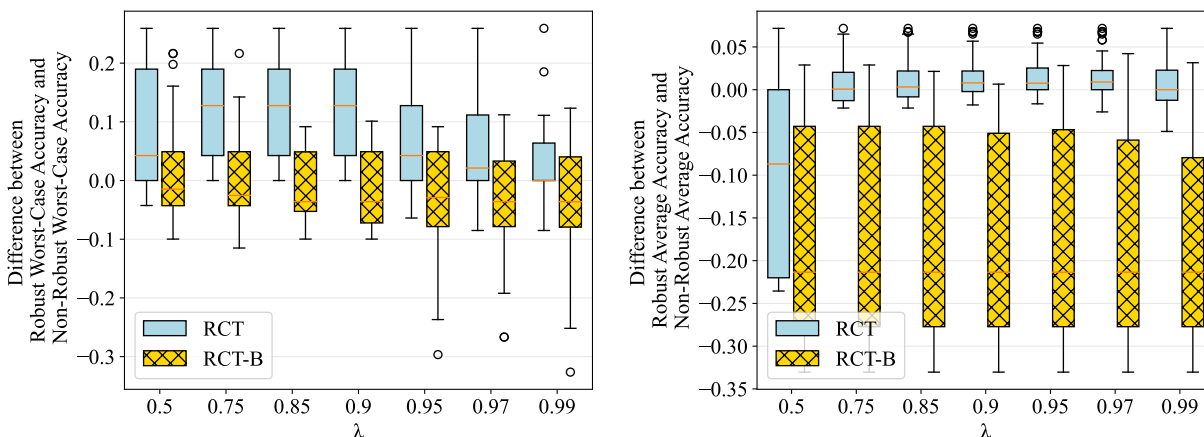 Difference between
Robust Worst-Case Accuracy and
Non-Robust Worst-Case Accuracy
0.2
0.1
0.0
−0.1
−0.2
−0.3
RCT
RCT-B
0.5 0.75 0.85 0.9 0.95 0.97 0.99
λ
Difference between
Robust Average Accuracy and
Non-Robust Average Accuracy
0.05
0.00
−0.05
−0.10
−0.15
−0.20
−0.25
−0.30
−0.35
RCT
RCT-B
0.5 0.75 0.85 0.9 0.95 0.97 0.99
λ